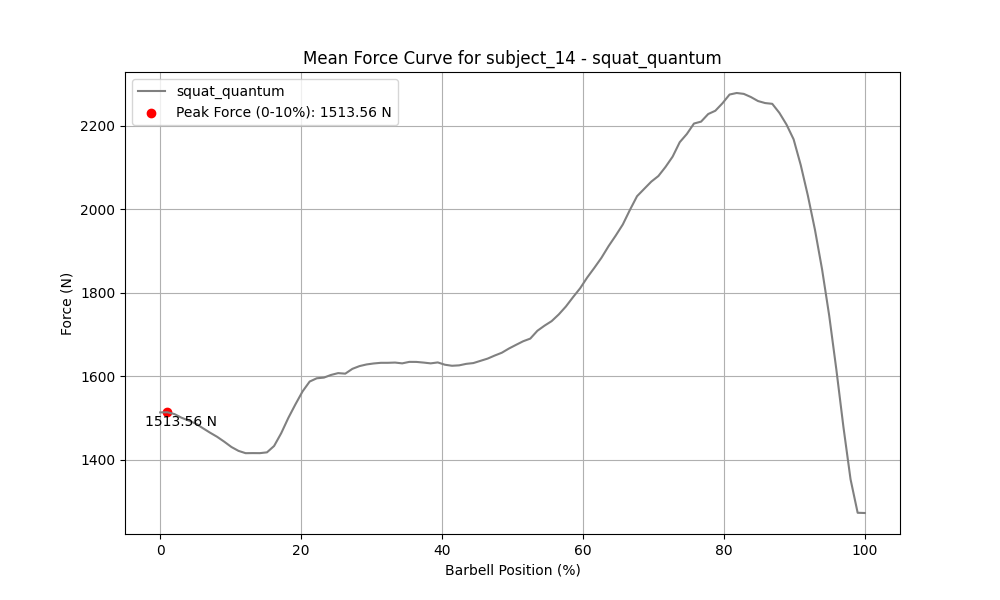 Mean Force Curve for subject_14 - squat_quantum
squat_quantum
Peak Force (0-10%): 1513.56 N
2200
2000
1800
1600
1400
Force (N)
1513.56 N
0 20 40 60 80 100
Barbell Position (%)